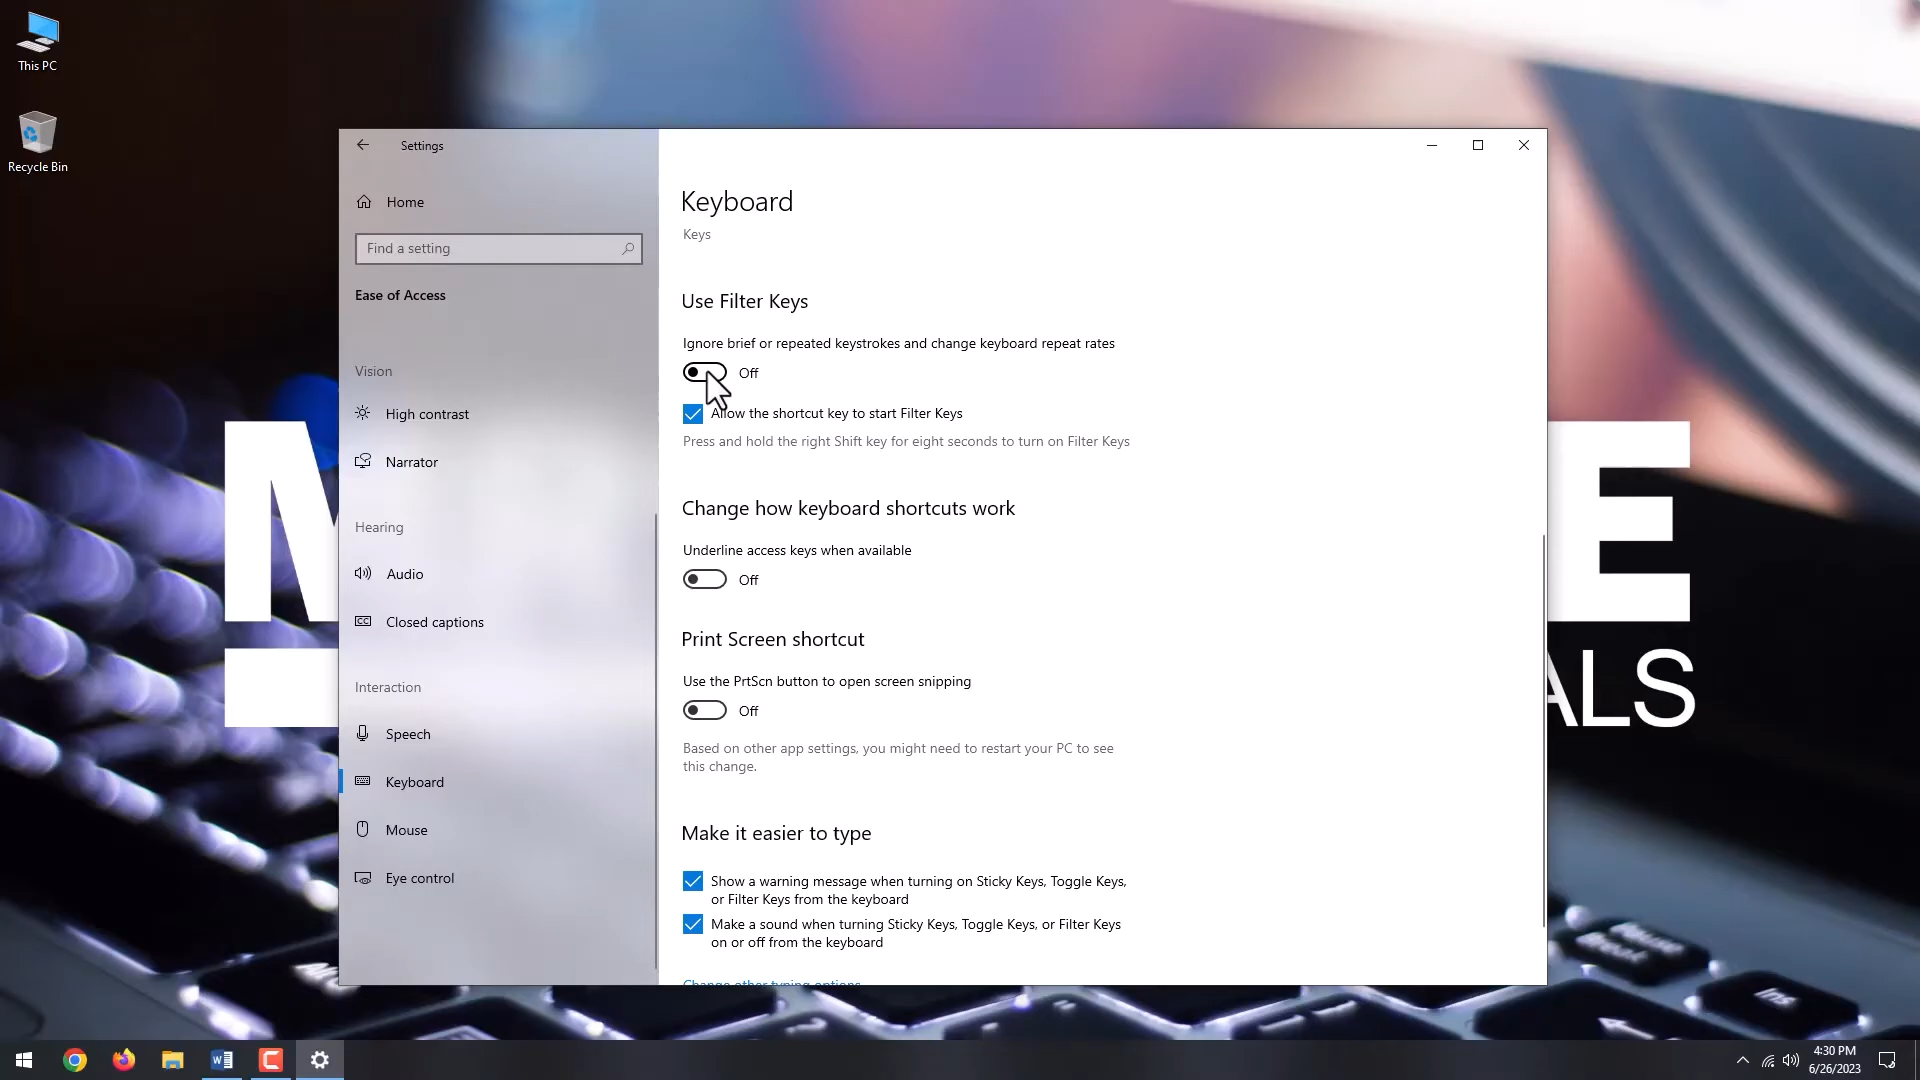 This PC
Recycle Bin
Settings
Home
Find a setting
Ease of Access
Vision
High contrast
Narrator
Hearing
Audio
Closed captions
Interaction
Speech
Keyboard
Mouse
Eye control
Keyboard
Keys
Use Filter Keys
Ignore brief or repeated keystrokes and change keyboard repeat rates
Off
Allow the shortcut key to start Filter Keys
Press and hold the right Shift key for eight seconds to turn on Filter Keys
Change how keyboard shortcuts work
Underline access keys when available
Off
Print Screen shortcut
Use the PrtScn button to open screen snipping
Off
Based on other app settings, you might need to restart your PC to see
this change.
Make it easier to type
Show a warning message when turning on Sticky Keys, Toggle Keys,
or Filter Keys from the keyboard
Make a sound when turning Sticky Keys, Toggle Keys, or Filter Keys
on or off from the keyboard
Change other typing options
Pause
Break
Ins
4:30 PM
6/26/2023